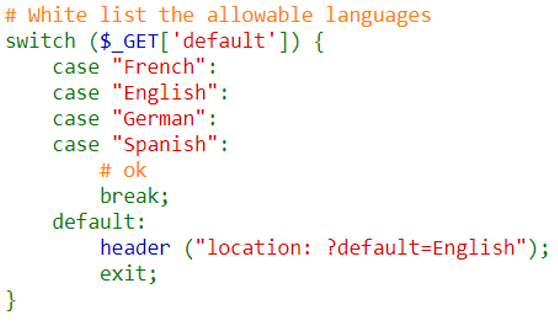 # White list the allowable languages
switch ($_GET['default']) {
    case "French":
    case "English":
    case "German":
    case "Spanish":
        # ok
        break;
    default:
        header ("location: ?default=English");
        exit;
}